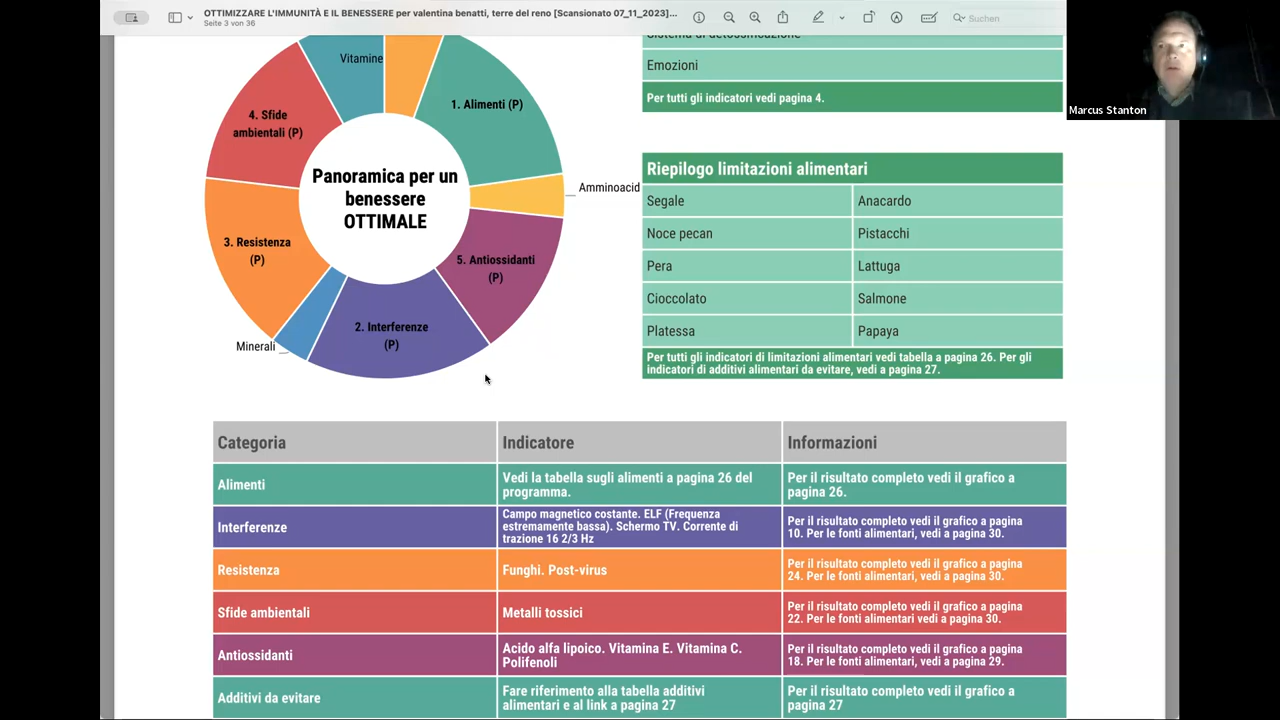 OTTIMIZZARE L'IMMUNITÀ E IL BENESSERE per valentina benatti, terre del reno [Scansionato 07_11_2023]...
Seite 3 von 36
Suchen
Marcus Stanton
Vitamine
1. Alimenti (P)
4. Sfide
ambientali (P)
Panoramica per un
benessere
OTTIMALE
Amminoacid
3. Resistenza
(P)
5. Antiossidanti
(P)
2. Interferenze
(P)
Minerali
Sistema di detossificazione
Emozioni
Per tutti gli indicatori vedi pagina 4.
Riepilogo limitazioni alimentari
Segale Anacardo
Noce pecan Pistacchi
Pera Lattuga
Cioccolato Salmone
Platessa Papaya
Per tutti gli indicatori di limitazioni alimentari vedi tabella a pagina 26. Per gli
indicatori di additivi alimentari da evitare, vedi a pagina 27.
Categoria Indicatore Informazioni
Alimenti
Vedi la tabella sugli alimenti a pagina 26 del
programma.
Per il risultato completo vedi il grafico a
pagina 26.
Interferenze
Campo magnetico costante. ELF (Frequenza
estremamente bassa). Schermo TV. Corrente di
trazione 16 2/3 Hz
Per il risultato completo vedi il grafico a pagina
10. Per le fonti alimentari, vedi a pagina 30.
Resistenza
Funghi. Post-virus
Per il risultato completo vedi il grafico a pagina
24. Per le fonti alimentari, vedi a pagina 30.
Sfide ambientali
Metalli tossici
Per il risultato completo vedi il grafico a pagina
22. Per le fonti alimentari vedi a pagina 30.
Antiossidanti
Acido alfa lipoico. Vitamina E. Vitamina C.
Polifenoli
Per il risultato completo vedi il grafico a pagina
18. Per le fonti alimentari, vedi a pagina 29.
Additivi da evitare
Fare riferimento alla tabella additivi
alimentari e al link a pagina 27
Per il risultato completo vedi il grafico a
pagina 27